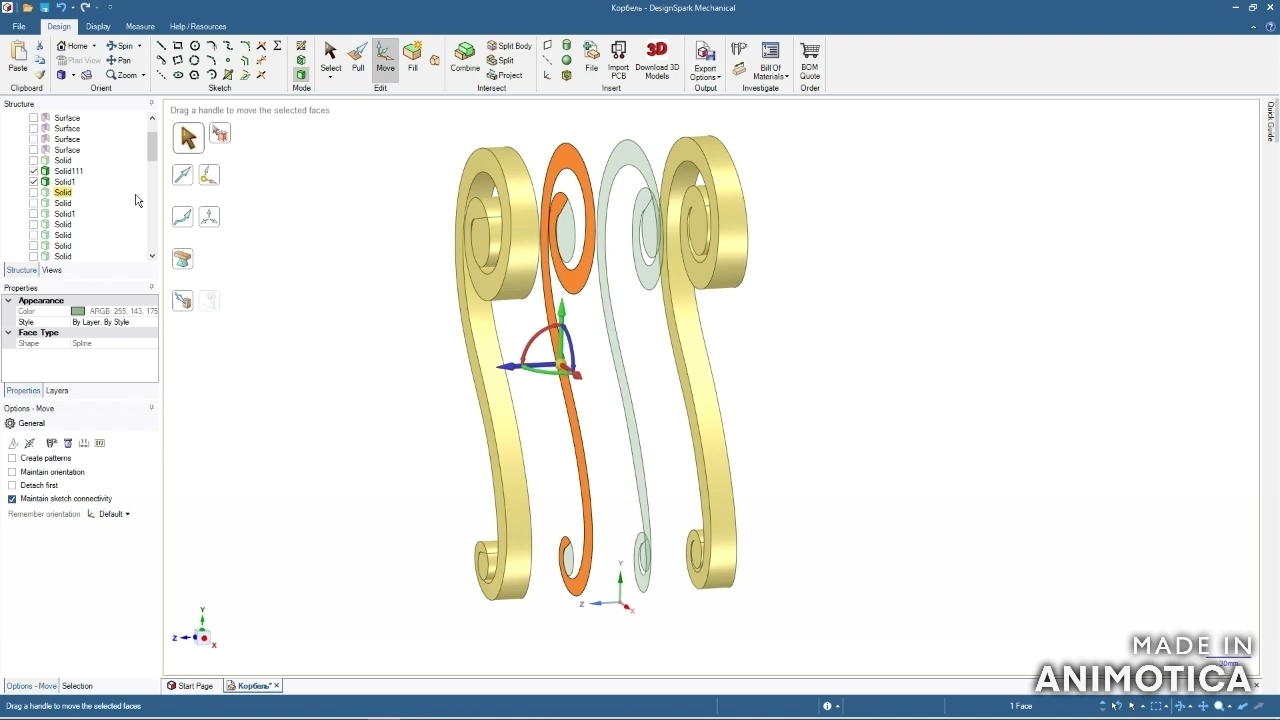 Корбель - DesignSpark Mechanical
File Design Display Measure Help / Resources
Paste
Home Spin
Plan View Pan
Zoom
Select Pull Move Fill
Combine
Split Body
Split
Project
File Import PCB Download 3D Models
Export Options
Bill Of Materials
BOM Quote
Clipboard Orient Sketch Mode Edit Intersect Insert Output Investigate Order
Structure
Drag a handle to move the selected faces
Quick Guide
Surface
Surface
Surface
Surface
Solid
Solid111
Solid1
Solid
Solid
Solid1
Solid
Solid
Solid
Solid
Structure Views
Properties
Appearance
Color ARGB: 255, 143, 175
Style By Layer, By Style
Face Type
Shape Spline
Properties Layers
Options - Move
General
Create patterns
Maintain orientation
Detach first
Maintain sketch connectivity
Remember orientation Default
Y
Z
X
Y
Z
X
30mm
MADE IN
ANIMOTICA
Options - Move Selection
Start Page Корбель*
Drag a handle to move the selected faces
1 Face